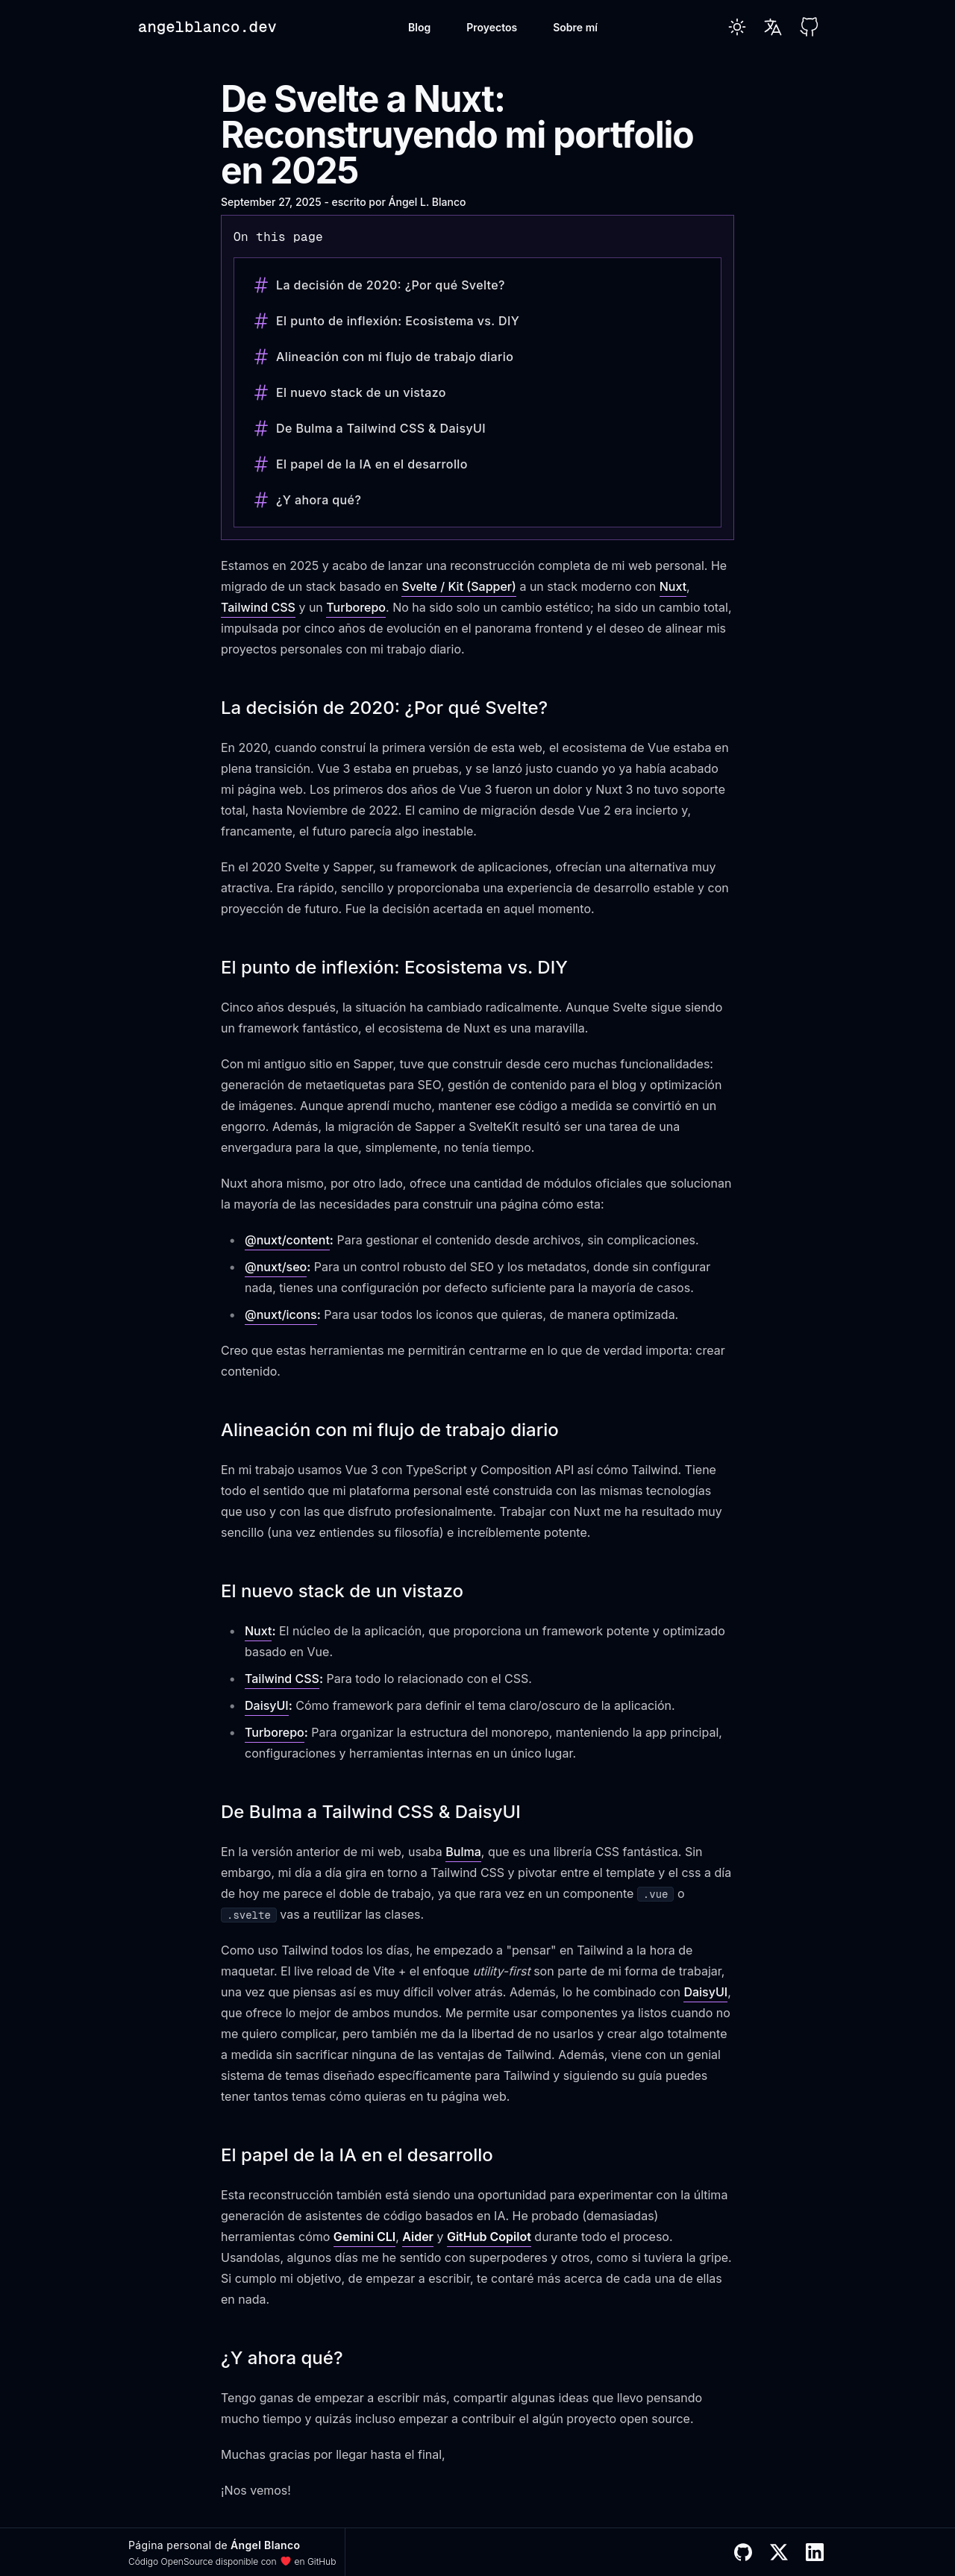 angelblanco.dev
Blog
Proyectos
Sobre mí
De Svelte a Nuxt:
Reconstruyendo mi portfolio
en 2025
September 27, 2025 - escrito por Ángel L. Blanco
On this page
# La decisión de 2020: ¿Por qué Svelte?
# El punto de inflexión: Ecosistema vs. DIY
# Alineación con mi flujo de trabajo diario
# El nuevo stack de un vistazo
# De Bulma a Tailwind CSS & DaisyUI
# El papel de la IA en el desarrollo
# ¿Y ahora qué?
Estamos en 2025 y acabo de lanzar una reconstrucción completa de mi web personal. He
migrado de un stack basado en Svelte / Kit (Sapper) a un stack moderno con Nuxt,
Tailwind CSS y un Turborepo. No ha sido solo un cambio estético; ha sido un cambio total,
impulsada por cinco años de evolución en el panorama frontend y el deseo de alinear mis
proyectos personales con mi trabajo diario.
La decisión de 2020: ¿Por qué Svelte?
En 2020, cuando construí la primera versión de esta web, el ecosistema de Vue estaba en
plena transición. Vue 3 estaba en pruebas, y se lanzó justo cuando yo ya había acabado
mi página web. Los primeros dos años de Vue 3 fueron un dolor y Nuxt 3 no tuvo soporte
total, hasta Noviembre de 2022. El camino de migración desde Vue 2 era incierto y,
francamente, el futuro parecía algo inestable.
En el 2020 Svelte y Sapper, su framework de aplicaciones, ofrecían una alternativa muy
atractiva. Era rápido, sencillo y proporcionaba una experiencia de desarrollo estable y con
proyección de futuro. Fue la decisión acertada en aquel momento.
El punto de inflexión: Ecosistema vs. DIY
Cinco años después, la situación ha cambiado radicalmente. Aunque Svelte sigue siendo
un framework fantástico, el ecosistema de Nuxt es una maravilla.
Con mi antiguo sitio en Sapper, tuve que construir desde cero muchas funcionalidades:
generación de metaetiquetas para SEO, gestión de contenido para el blog y optimización
de imágenes. Aunque aprendí mucho, mantener ese código a medida se convirtió en un
engorro. Además, la migración de Sapper a SvelteKit resultó ser una tarea de una
envergadura para la que, simplemente, no tenía tiempo.
Nuxt ahora mismo, por otro lado, ofrece una cantidad de módulos oficiales que solucionan
la mayoría de las necesidades para construir una página cómo esta:
• @nuxt/content: Para gestionar el contenido desde archivos, sin complicaciones.
• @nuxt/seo: Para un control robusto del SEO y los metadatos, donde sin configurar
nada, tienes una configuración por defecto suficiente para la mayoría de casos.
• @nuxt/icons: Para usar todos los iconos que quieras, de manera optimizada.
Creo que estas herramientas me permitirán centrarme en lo que de verdad importa: crear
contenido.
Alineación con mi flujo de trabajo diario
En mi trabajo usamos Vue 3 con TypeScript y Composition API así cómo Tailwind. Tiene
todo el sentido que mi plataforma personal esté construida con las mismas tecnologías
que uso y con las que disfruto profesionalmente. Trabajar con Nuxt me ha resultado muy
sencillo (una vez entiendes su filosofía) e increíblemente potente.
El nuevo stack de un vistazo
• Nuxt: El núcleo de la aplicación, que proporciona un framework potente y optimizado
basado en Vue.
• Tailwind CSS: Para todo lo relacionado con el CSS.
• DaisyUI: Cómo framework para definir el tema claro/oscuro de la aplicación.
• Turborepo: Para organizar la estructura del monorepo, manteniendo la app principal,
configuraciones y herramientas internas en un único lugar.
De Bulma a Tailwind CSS & DaisyUI
En la versión anterior de mi web, usaba Bulma, que es una librería CSS fantástica. Sin
embargo, mi día a día gira en torno a Tailwind CSS y pivotar entre el template y el css a día
de hoy me parece el doble de trabajo, ya que rara vez en un componente .vue o
.svelte vas a reutilizar las clases.
Como uso Tailwind todos los días, he empezado a "pensar" en Tailwind a la hora de
maquetar. El live reload de Vite + el enfoque utility-first son parte de mi forma de trabajar,
una vez que piensas así es muy díficil volver atrás. Además, lo he combinado con DaisyUI,
que ofrece lo mejor de ambos mundos. Me permite usar componentes ya listos cuando no
me quiero complicar, pero también me da la libertad de no usarlos y crear algo totalmente
a medida sin sacrificar ninguna de las ventajas de Tailwind. Además, viene con un genial
sistema de temas diseñado específicamente para Tailwind y siguiendo su guía puedes
tener tantos temas cómo quieras en tu página web.
El papel de la IA en el desarrollo
Esta reconstrucción también está siendo una oportunidad para experimentar con la última
generación de asistentes de código basados en IA. He probado (demasiadas)
herramientas cómo Gemini CLI, Aider y GitHub Copilot durante todo el proceso.
Usandolas, algunos días me he sentido con superpoderes y otros, como si tuviera la gripe.
Si cumplo mi objetivo, de empezar a escribir, te contaré más acerca de cada una de ellas
en nada.
¿Y ahora qué?
Tengo ganas de empezar a escribir más, compartir algunas ideas que llevo pensando
mucho tiempo y quizás incluso empezar a contribuir el algún proyecto open source.
Muchas gracias por llegar hasta el final,
¡Nos vemos!
Página personal de Ángel Blanco
Código OpenSource disponible con ❤️ en GitHub